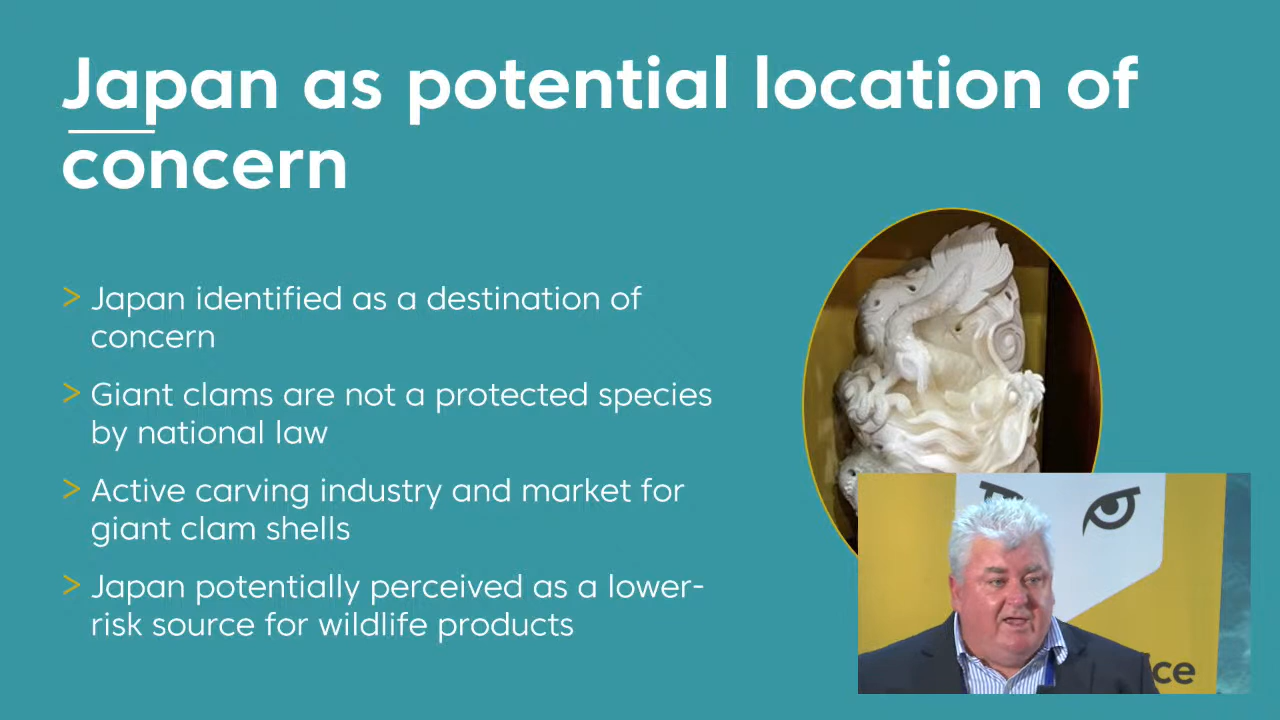 Japan as potential location of
concern
> Japan identified as a destination of
concern
> Giant clams are not a protected species
by national law
> Active carving industry and market for
giant clam shells
> Japan potentially perceived as a lower-
risk source for wildlife products